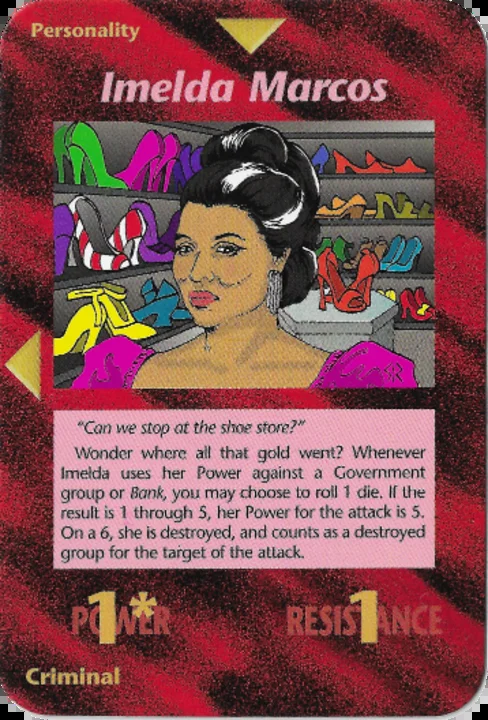 Personality
Imelda Marcos
"Can we stop at the shoe store?"
Wonder where all that gold went? Whenever
Imelda uses her Power against a Government
group or Bank, you may choose to roll 1 die. If the
result is 1 through 5, her Power for the attack is 5.
On a 6, she is destroyed, and counts as a destroyed
group for the target of the attack.
POWER 1* RESISTANCE 1
Criminal